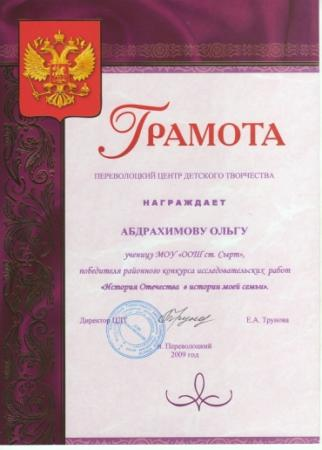 ГРАМОТА
ПЕРЕВОЛОЦКИЙ ЦЕНТР ДЕТСКОГО ТВОРЧЕСТВА
НАГРАЖДАЕТ
АБДРАХИМОВУ ОЛЬГУ
ученицу МОУ «ООШ ст. Сырт»,
победителя районного конкурса исследовательских работ
«История Отечества в истории моей семьи».
Директор ЦДТ Е.А. Трунова
п. Переволоцкий
2009 год